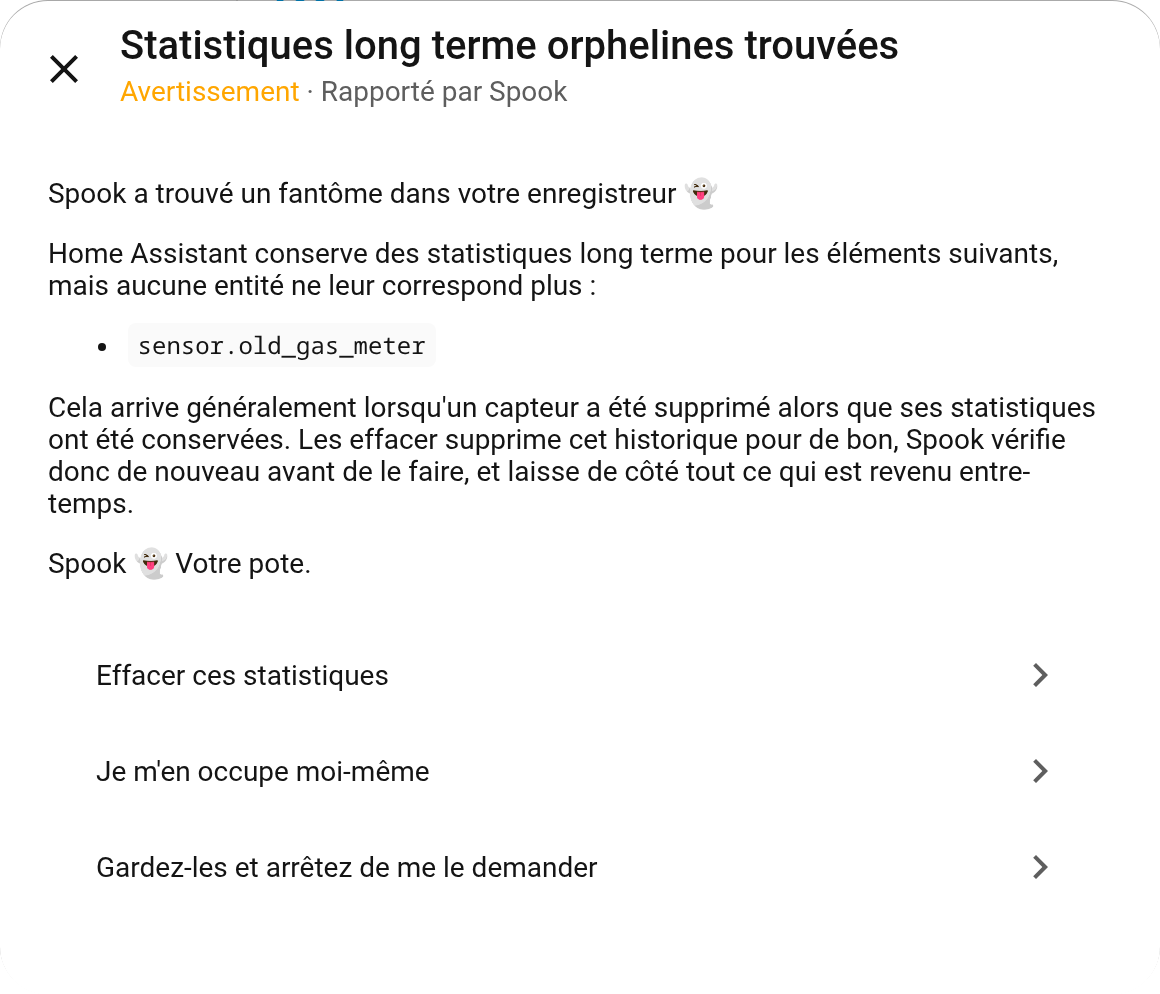 Statistiques long terme orphelines trouvées
Avertissement · Rapporté par Spook
Spook a trouvé un fantôme dans votre enregistreur 👻
Home Assistant conserve des statistiques long terme pour les éléments suivants,
mais aucune entité ne leur correspond plus :
• sensor.old_gas_meter
Cela arrive généralement lorsqu'un capteur a été supprimé alors que ses statistiques
ont été conservées. Les effacer supprime cet historique pour de bon, Spook vérifie
donc de nouveau avant de le faire, et laisse de côté tout ce qui est revenu entre-
temps.
Spook 👻 Votre pote.
Effacer ces statistiques
Je m'en occupe moi-même
Gardez-les et arrêtez de me le demander